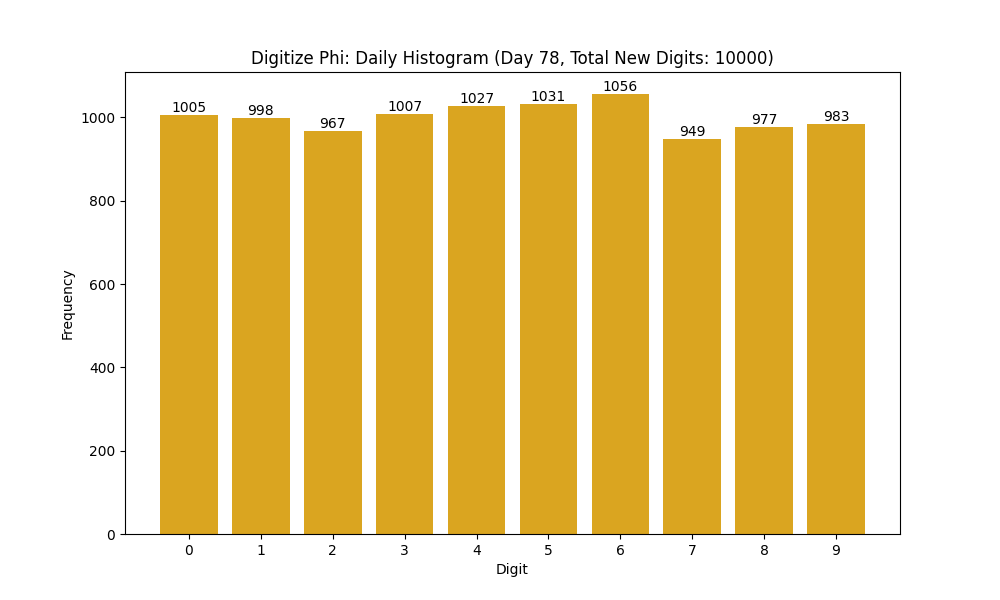 Digitize Phi: Daily Histogram (Day 78, Total New Digits: 10000)
1005 998 967 1007 1027 1031 1056 949 977 983
1000
800
600
400
200
0
Frequency
0 1 2 3 4 5 6 7 8 9
Digit